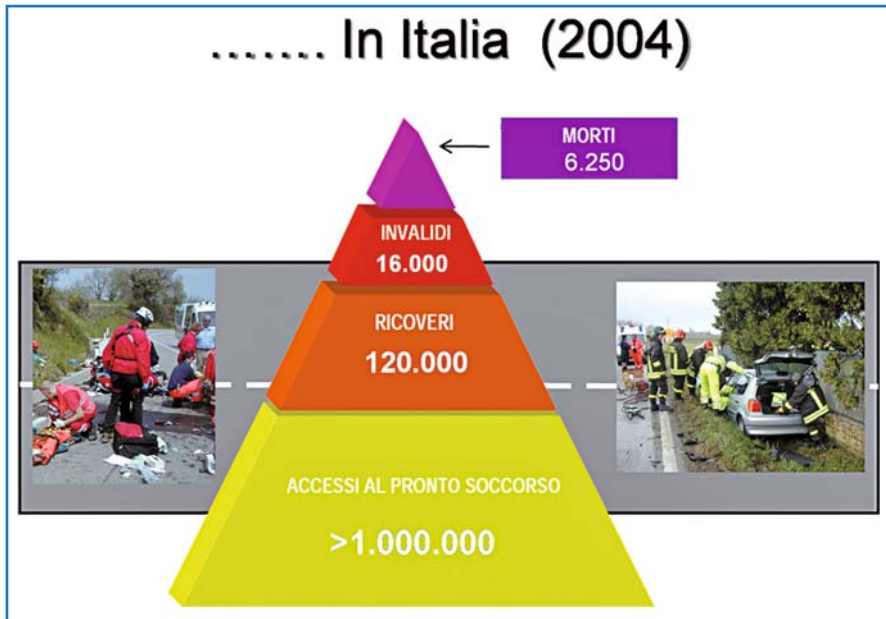 ....... In Italia (2004)
MORTI
6.250
INVALIDI
16.000
RICOVERI
120.000
ACCESSI AL PRONTO SOCCORSO
>1.000.000